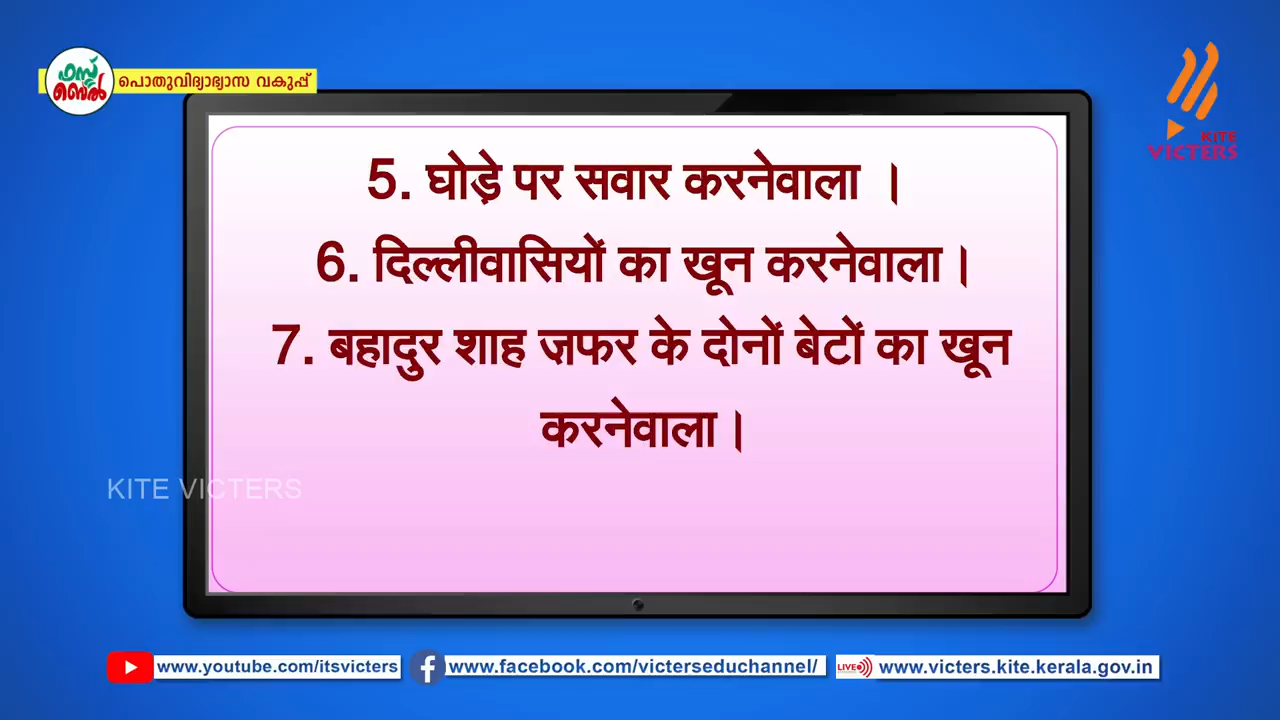 ഫസ്റ്റ്
ബെൽ
പൊതുവിദ്യാഭ്യാസ വകുപ്പ്
KITE
VICTERS
5. घोड़े पर सवार करनेवाला ।
6. दिल्लीवासियों का खून करनेवाला।
7. बहादुर शाह ज़फर के दोनों बेटों का खून
करनेवाला।
KITE VICTERS
www.youtube.com/itsvicters
www.facebook.com/victerseduchannel/
LIVE
www.victers.kite.kerala.gov.in